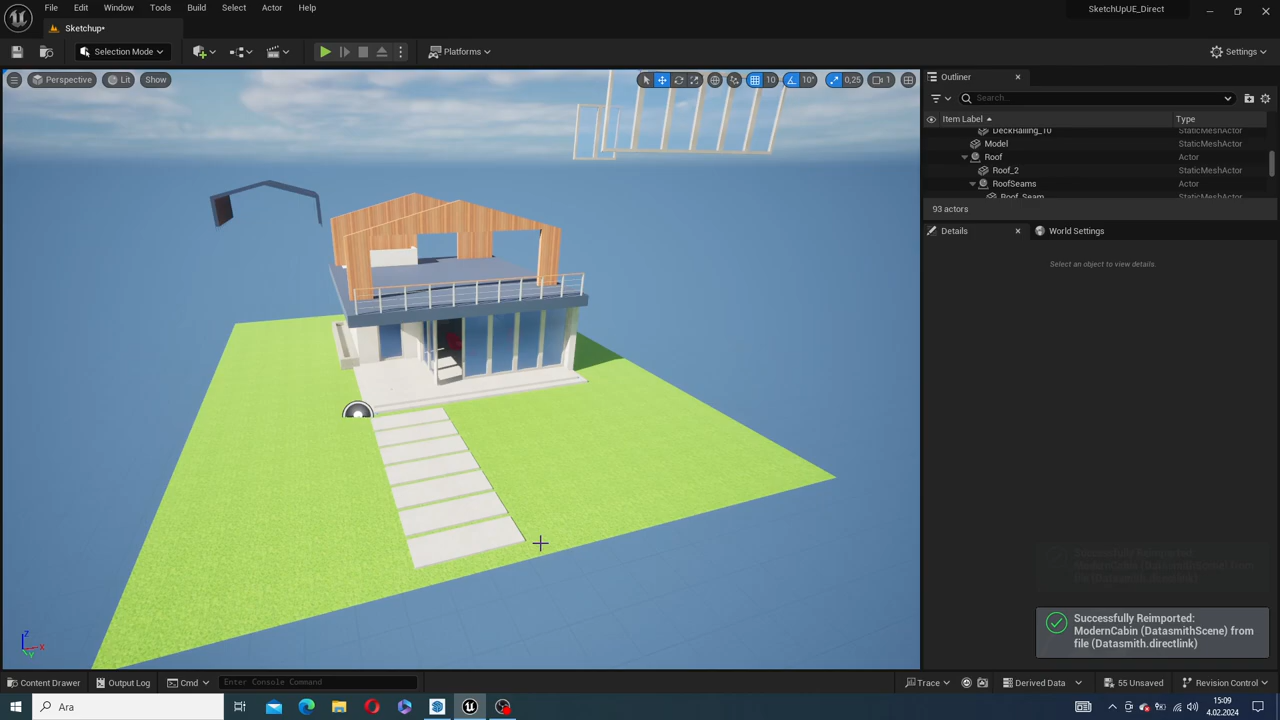 File Edit Window Tools Build Select Actor Help
SketchUpUE_Direct
Sketchup•
Selection Mode
Platforms
Settings
Perspective Lit Show
10 10° 0,25 1
Outliner
Search...
Item Label Type
DeckRailing_10 StaticMeshActor
Model StaticMeshActor
Roof Actor
Roof_2 StaticMeshActor
RoofSeams Actor
Roof_Seam StaticMeshActor
93 actors
Details World Settings
Select an object to view details.
Successfully Reimported:
ModernCabin (DatasmithScene) from
file (Datasmith.directlink)
Z
X
Y
Content Drawer Output Log Cmd Enter Console Command
Trace Derived Data 55 Unsaved Revision Control
Ara
15:09
4.02.2024